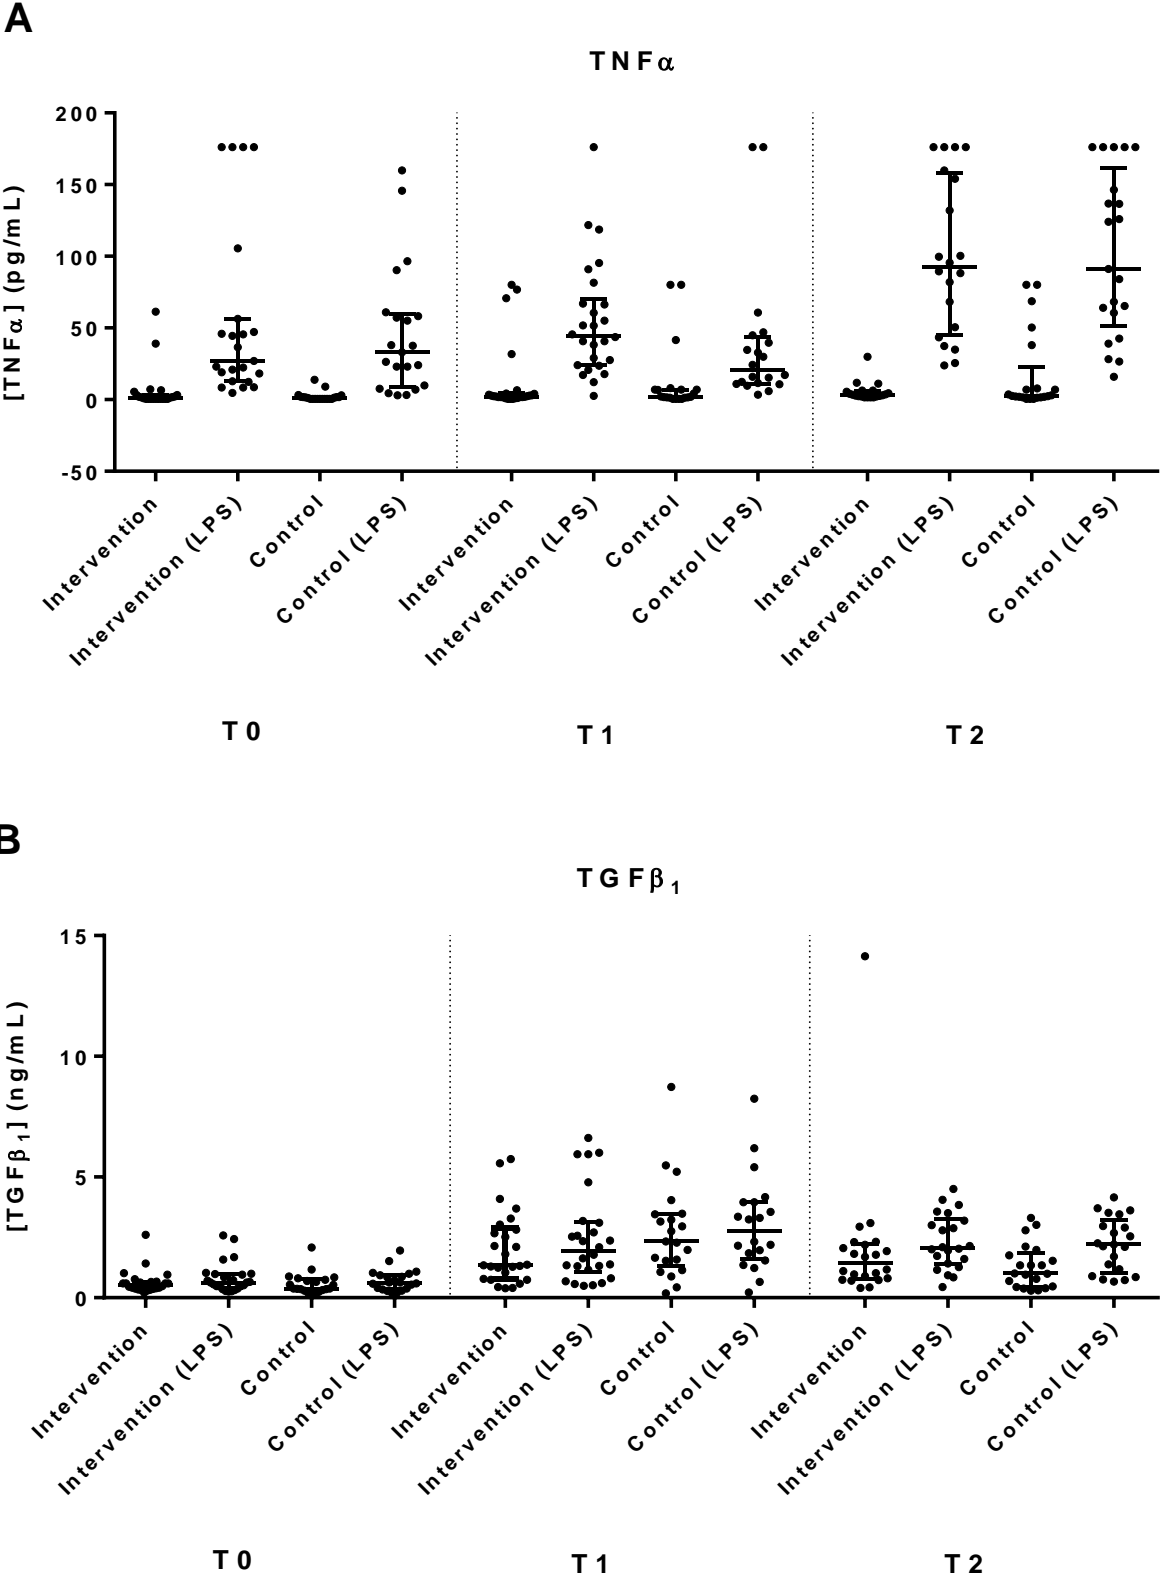 A
TNFα
[TNFα] (pg/mL)
200
150
100
50
0
-50
Intervention
Intervention (LPS)
Control
Control (LPS)
Intervention
Intervention (LPS)
Control
Control (LPS)
Intervention
Intervention (LPS)
Control
Control (LPS)
T0
T1
T2
B
TGFβ1
[TGFβ1] (ng/mL)
15
10
5
0
Intervention
Intervention (LPS)
Control
Control (LPS)
Intervention
Intervention (LPS)
Control
Control (LPS)
Intervention
Intervention (LPS)
Control
Control (LPS)
T0
T1
T2